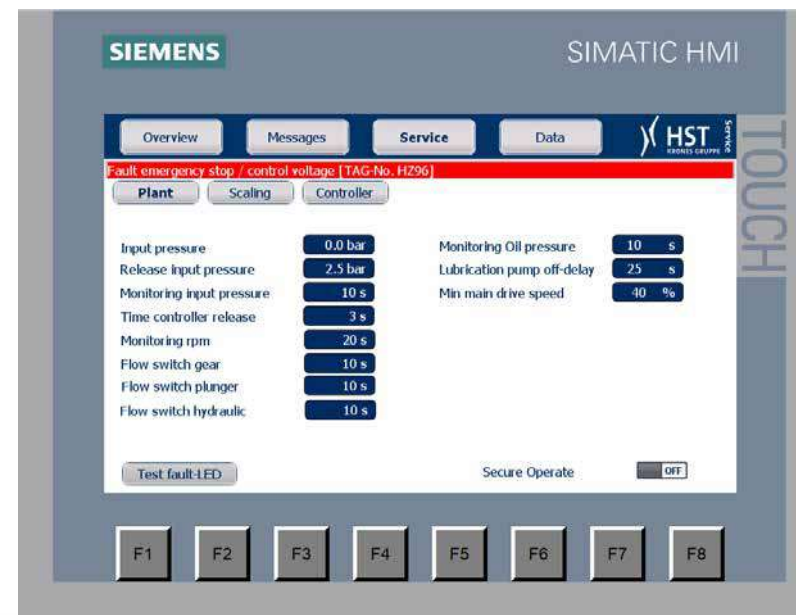 SIEMENS
SIMATIC HMI
TOUCH
Overview Messages Service Data HST Service
KRONES GRUPPE
Fault emergency stop / control voltage [TAG-No. HZ96]
Plant Scaling Controller
Input pressure 0.0 bar Monitoring Oil pressure 10 s
Release input pressure 2.5 bar Lubrication pump off-delay 25 s
Monitoring input pressure 10 s Min main drive speed 40 %
Time controller release 3 s
Monitoring rpm 20 s
Flow switch gear 10 s
Flow switch plunger 10 s
Flow switch hydraulic 10 s
Test fault-LED Secure Operate OFF
F1 F2 F3 F4 F5 F6 F7 F8